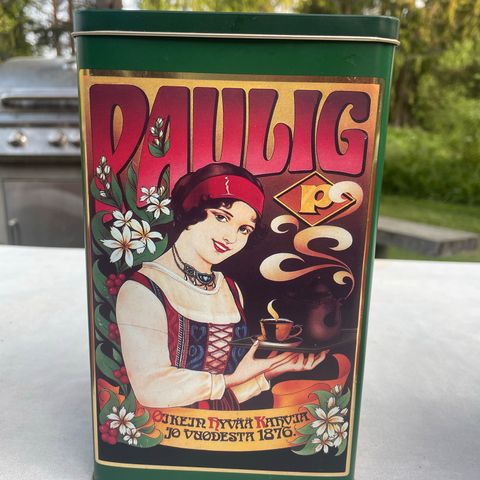 PAULIG
P
OIKEIN HYVÄÄ KAHVIA
JO VUODESTA 1876.